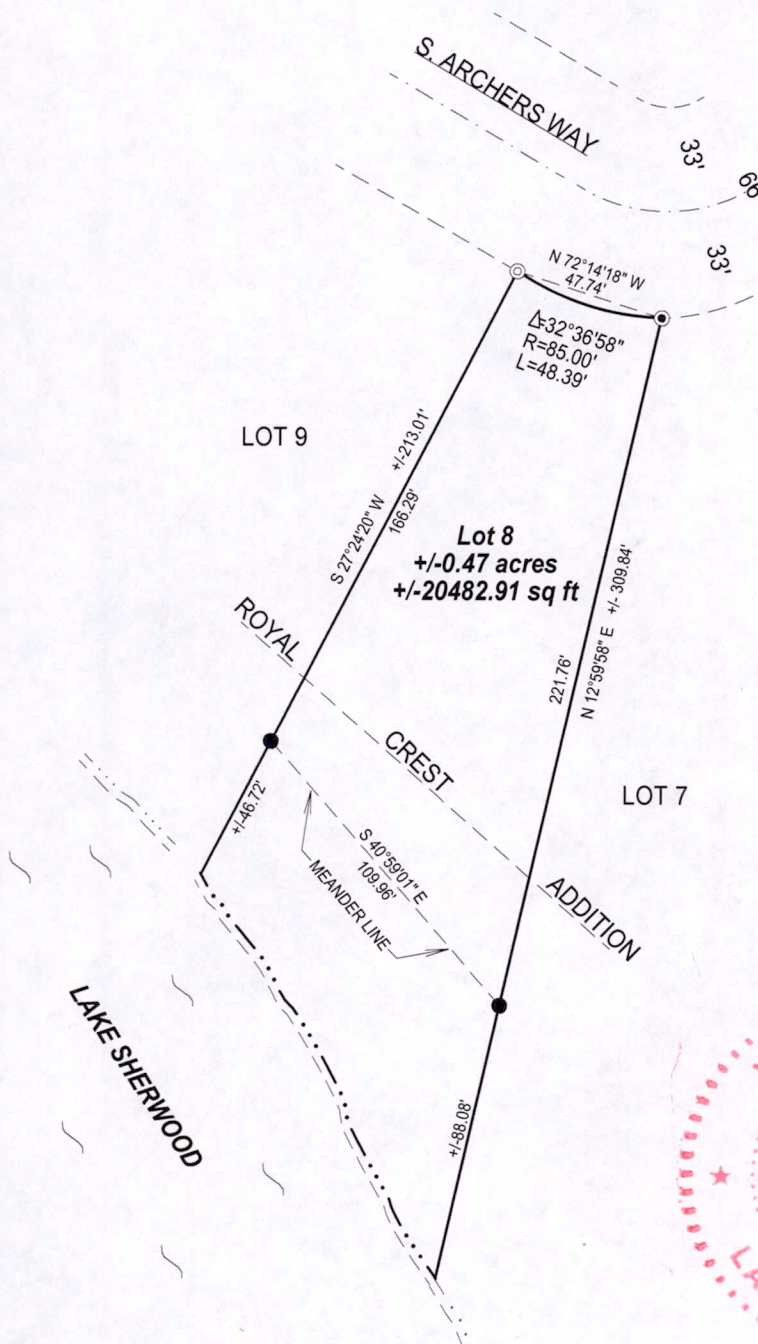 S. ARCHERS WAY
33'
66
33'
N 72°14'18" W
47.74'
Δ=32°36'58"
R=85.00'
L=48.39'
LOT 9
S 27°24'20" W +/-213.01'
166.29'
Lot 8
+/-0.47 acres
+/-20482.91 sq ft
N 12°59'58" E +/- 309.84'
221.76'
ROYAL CREST ADDITION
LOT 7
+/-46.72'
S 40°59'01" E
109.96'
MEANDER LINE
LAKE SHERWOOD
+/-88.08'
LA